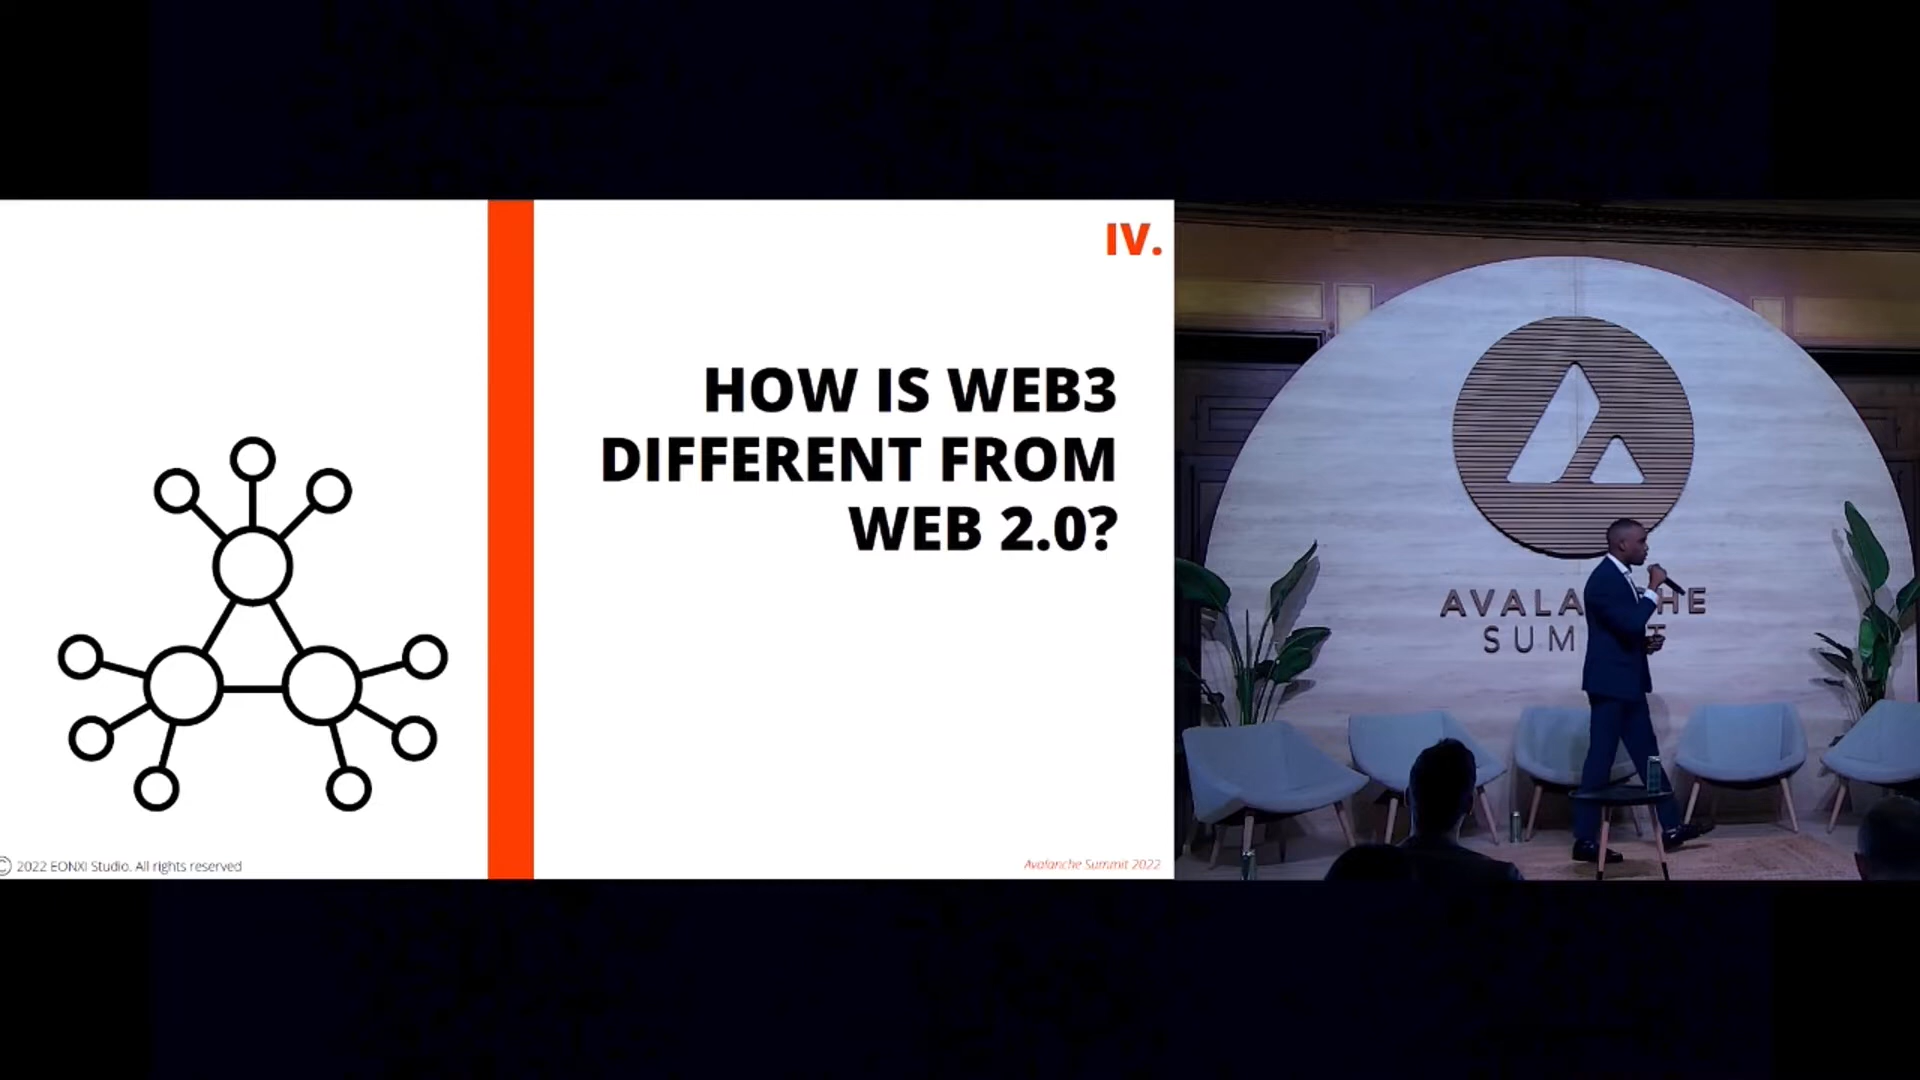 IV.
HOW IS WEB3
DIFFERENT FROM
WEB 2.0?
© 2022 EONXI Studio. All rights reserved
Avalanche Summit 2022
AVALA HE
SUM T